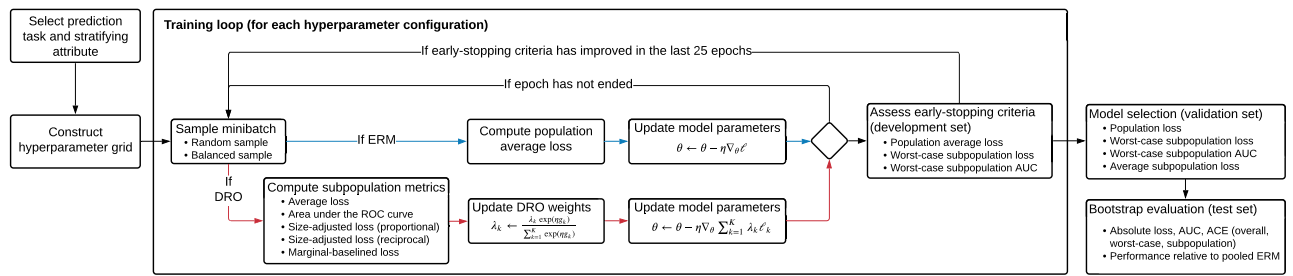 Select prediction
task and stratifying
attribute
Construct
hyperparameter grid
Training loop (for each hyperparameter configuration)
If early-stopping criteria has improved in the last 25 epochs
If epoch has not ended
Sample minibatch
• Random sample
• Balanced sample
If ERM
Compute population
average loss
Update model parameters
θ ← θ − η∇θℓ
If
DRO
Compute subpopulation metrics
• Average loss
• Area under the ROC curve
• Size-adjusted loss (proportional)
• Size-adjusted loss (reciprocal)
• Marginal-baselined loss
Update DRO weights
λk ← λk exp(ηgk) / ∑k=1K exp(ηgk)
Update model parameters
θ ← θ − η∇θ ∑k=1K λkℓk
Assess early-stopping criteria
(development set)
• Population average loss
• Worst-case subpopulation loss
• Worst-case subpopulation AUC
Model selection (validation set)
• Population loss
• Worst-case subpopulation loss
• Worst-case subpopulation AUC
• Average subpopulation loss
Bootstrap evaluation (test set)
• Absolute loss, AUC, ACE (overall,
worst-case, subpopulation)
• Performance relative to pooled ERM